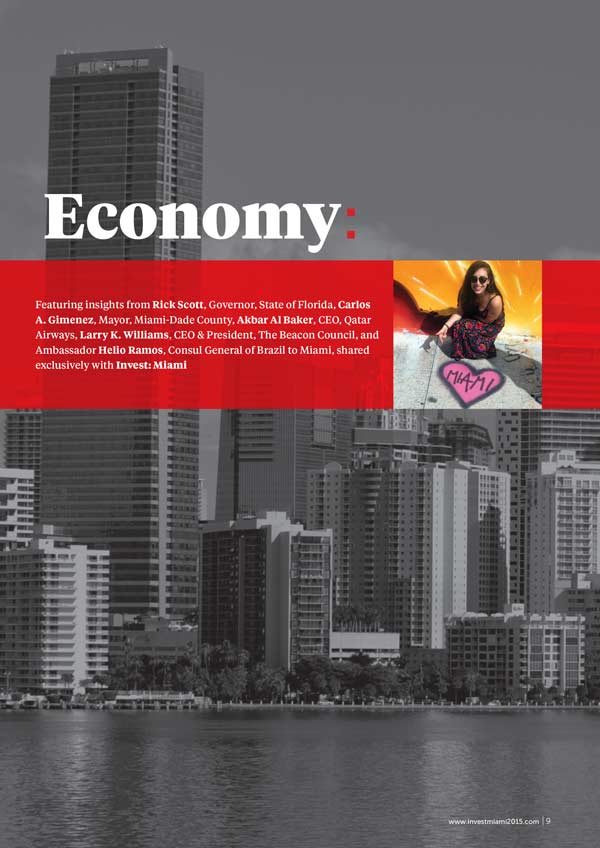 Economy:
Featuring insights from Rick Scott, Governor, State of Florida, Carlos
A. Gimenez, Mayor, Miami-Dade County, Akbar Al Baker, CEO, Qatar
Airways, Larry K. Williams, CEO & President, The Beacon Council, and
Ambassador Helio Ramos, Consul General of Brazil to Miami, shared
exclusively with Invest: Miami
MIAMI
www.investmiami2015.com | 9